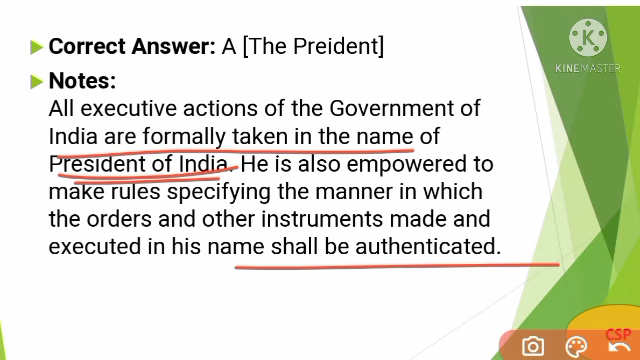 Correct Answer: A [The Preident]
Notes:
All executive actions of the Government of
India are formally taken in the name of
President of India. He is also empowered to
make rules specifying the manner in which
the orders and other instruments made and
executed in his name shall be authenticated.
KINEMASTER
CSP